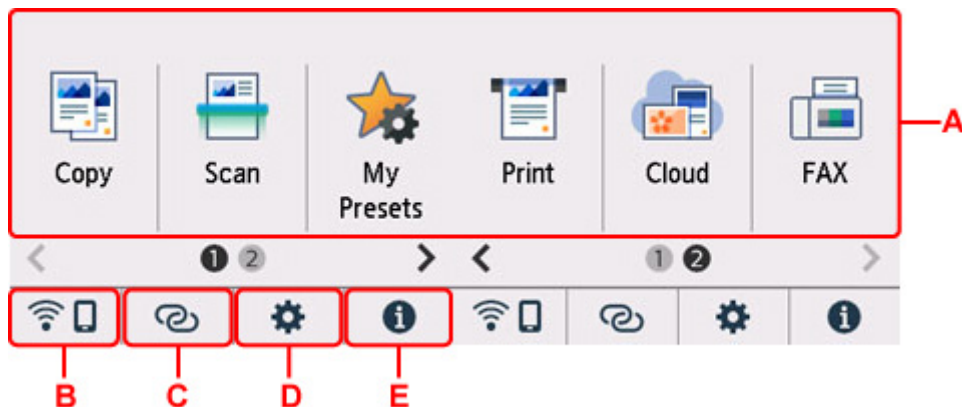 Copy Scan My Presets Print Cloud FAX
A
1 2 1 2
B C D E